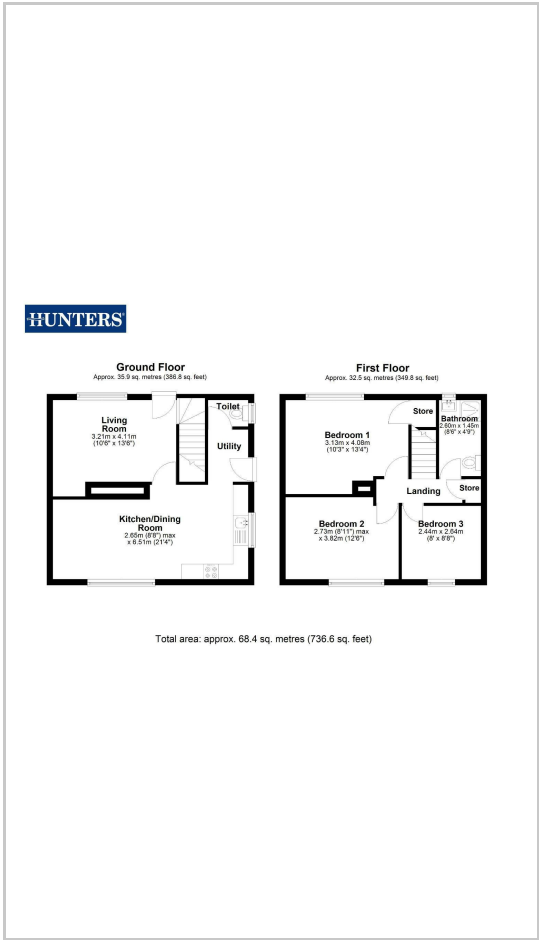 HUNTERS
Ground Floor
Approx. 35.9 sq. metres (386.8 sq. feet)
Living
Room
3.21m x 4.11m
(10'6" x 13'6")
Toilet
Utility
Kitchen/Dining
Room
2.65m (8'8") max
x 6.51m (21'4")
First Floor
Approx. 32.5 sq. metres (349.8 sq. feet)
Store
Bathroom
2.60m x 1.45m
(8'6" x 4'9")
Bedroom 1
3.13m x 4.08m
(10'3" x 13'4")
Landing
Store
Bedroom 2
2.73m (8'11") max
x 3.82m (12'6")
Bedroom 3
2.44m x 2.64m
(8' x 8'8")
Total area: approx. 68.4 sq. metres (736.6 sq. feet)